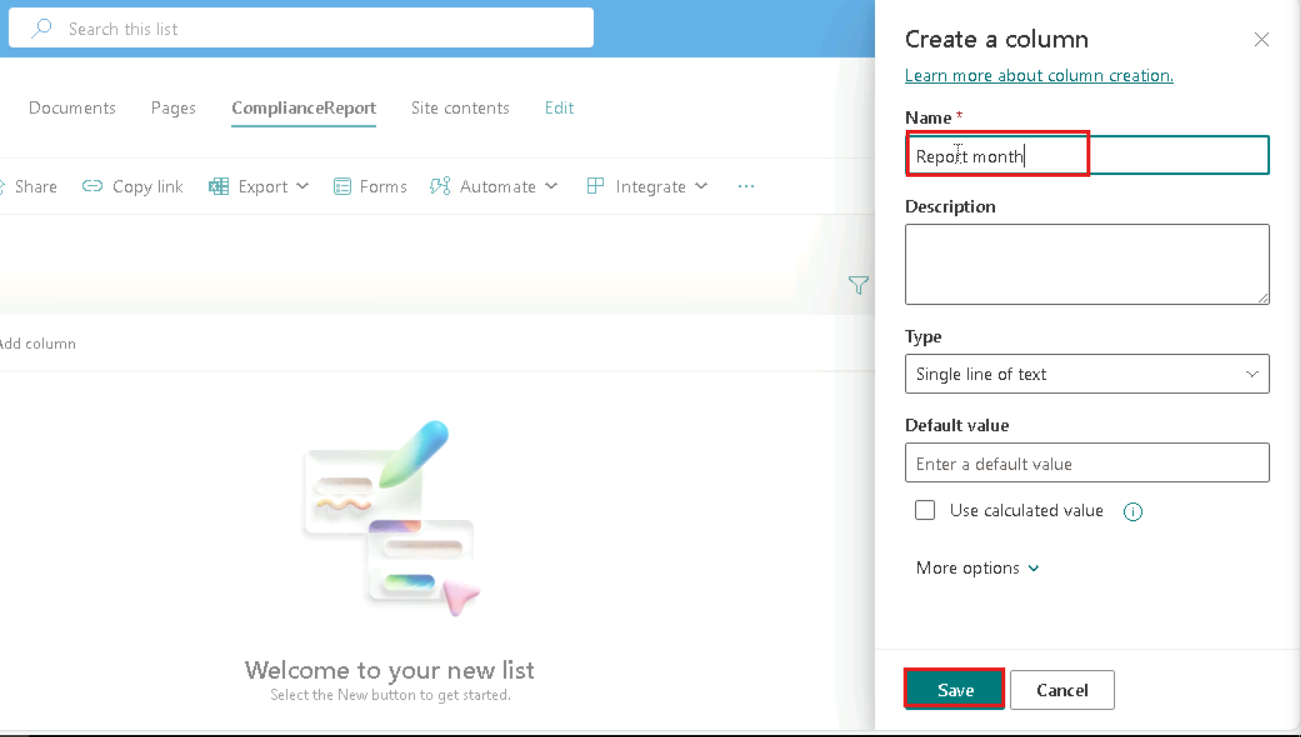 Search this list
Documents Pages ComplianceReport Site contents Edit
Share Copy link Export Forms Automate Integrate ...
Add column
Welcome to your new list
Select the New button to get started.
Create a column
Learn more about column creation.
Name *
Report month
Description
Type
Single line of text
Default value
Enter a default value
Use calculated value
More options
Save Cancel